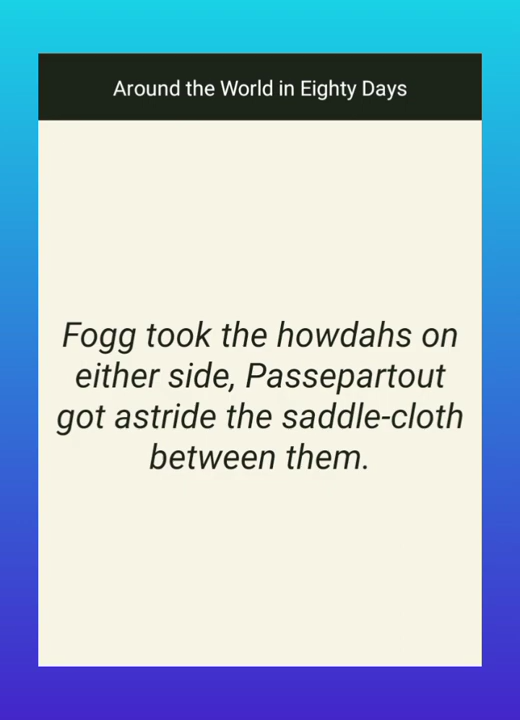 Around the World in Eighty Days
Fogg took the howdahs on
either side, Passepartout
got astride the saddle-cloth
between them.